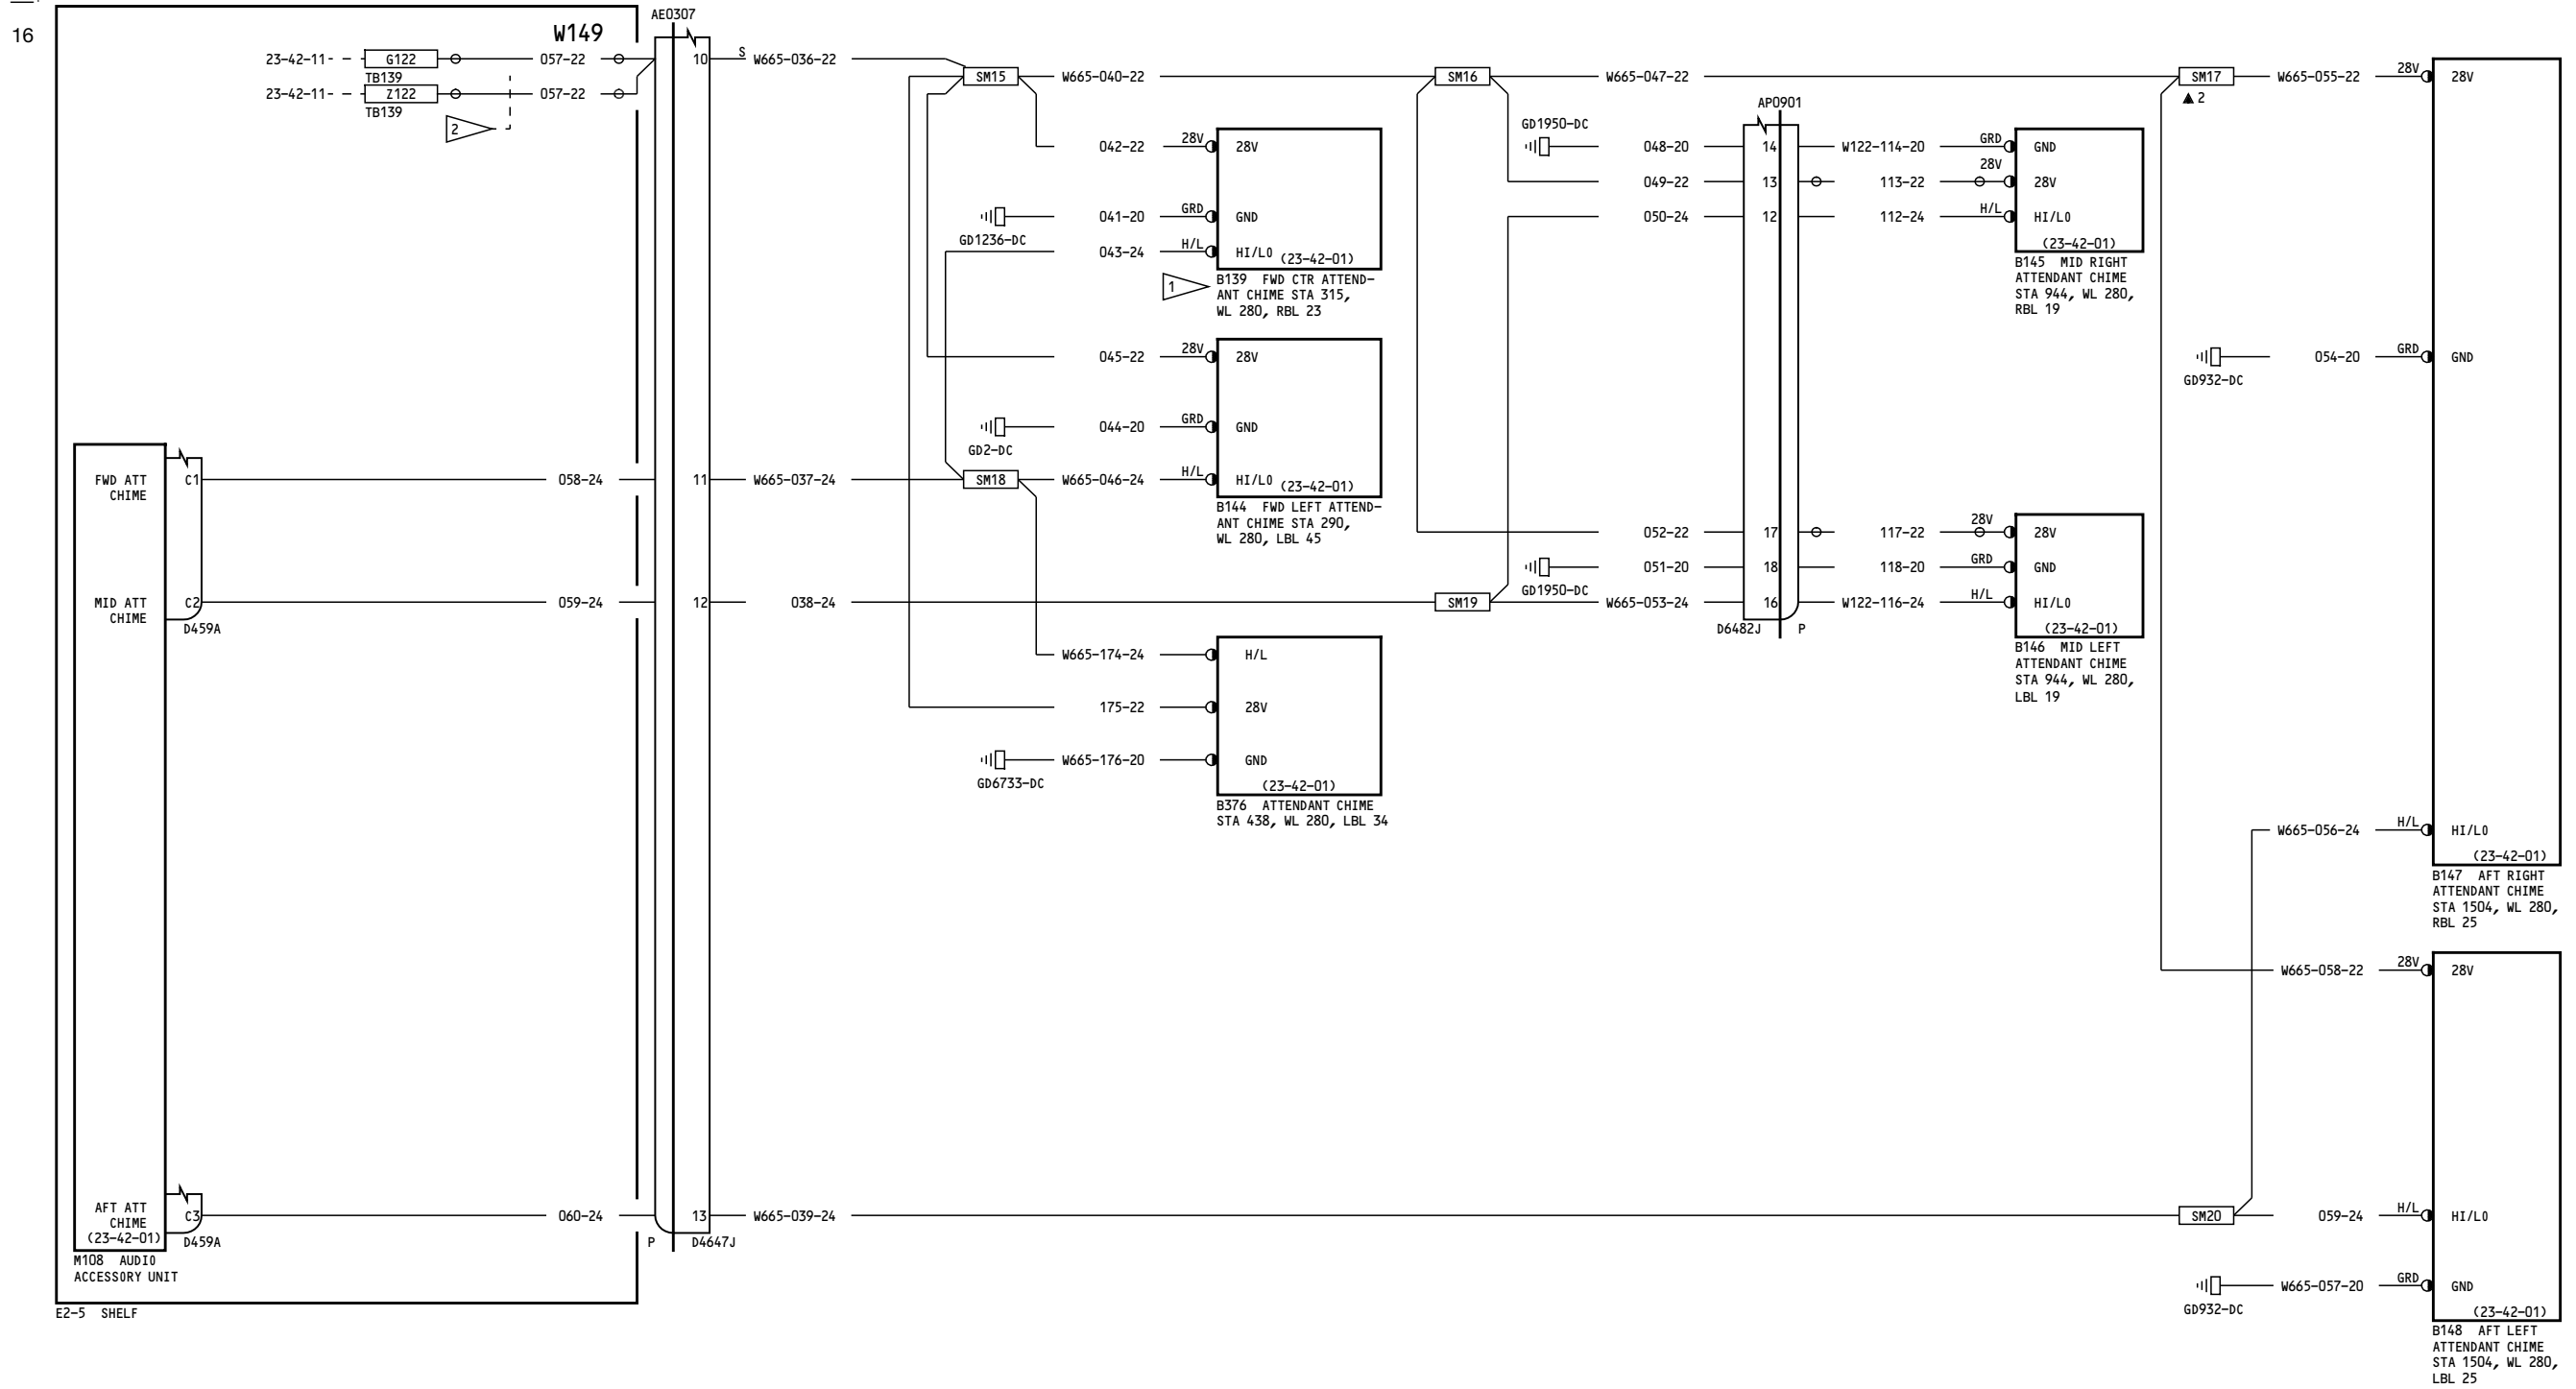 16
W149
23-42-11-
G122
057-22
TB139
23-42-11-
Z122
057-22
TB139
2
AE0307
10
S
W665-036-22
SM15
W665-040-22
SM16
W665-047-22
SM17
▲ 2
W665-055-22
28V
28V
042-22
28V
28V
GD1236-DC
041-20
GRD
GND
043-24
H/L
HI/LO
(23-42-01)
1
B139 FWD CTR ATTEND-
ANT CHIME STA 315,
WL 280, RBL 23
045-22
28V
28V
GD2-DC
044-20
GRD
GND
FWD ATT
CHIME
C1
058-24
11
W665-037-24
SM18
W665-046-24
H/L
HI/LO
(23-42-01)
B144 FWD LEFT ATTEND-
ANT CHIME STA 290,
WL 280, LBL 45
MID ATT
CHIME
C2
D459A
059-24
12
038-24
SM19
W665-053-24
W665-174-24
H/L
175-22
28V
GD6733-DC
W665-176-20
GND
(23-42-01)
B376 ATTENDANT CHIME
STA 438, WL 280, LBL 34
AP0901
GD1950-DC
048-20
14
W122-114-20
GRD
GND
049-22
13
113-22
28V
28V
050-24
12
112-24
H/L
HI/LO
(23-42-01)
B145 MID RIGHT
ATTENDANT CHIME
STA 944, WL 280,
RBL 19
052-22
17
117-22
28V
28V
GD1950-DC
051-20
18
118-20
GRD
GND
16
W122-116-24
H/L
HI/LO
(23-42-01)
D6482J
P
B146 MID LEFT
ATTENDANT CHIME
STA 944, WL 280,
LBL 19
GD932-DC
054-20
GRD
GND
W665-056-24
H/L
HI/LO
(23-42-01)
B147 AFT RIGHT
ATTENDANT CHIME
STA 1504, WL 280,
RBL 25
W665-058-22
28V
28V
AFT ATT
CHIME
(23-42-01)
C3
D459A
060-24
13
W665-039-24
SM20
059-24
H/L
HI/LO
P
D4647J
M108 AUDIO
ACCESSORY UNIT
E2-5 SHELF
GD932-DC
W665-057-20
GRD
GND
(23-42-01)
B148 AFT LEFT
ATTENDANT CHIME
STA 1504, WL 280,
LBL 25